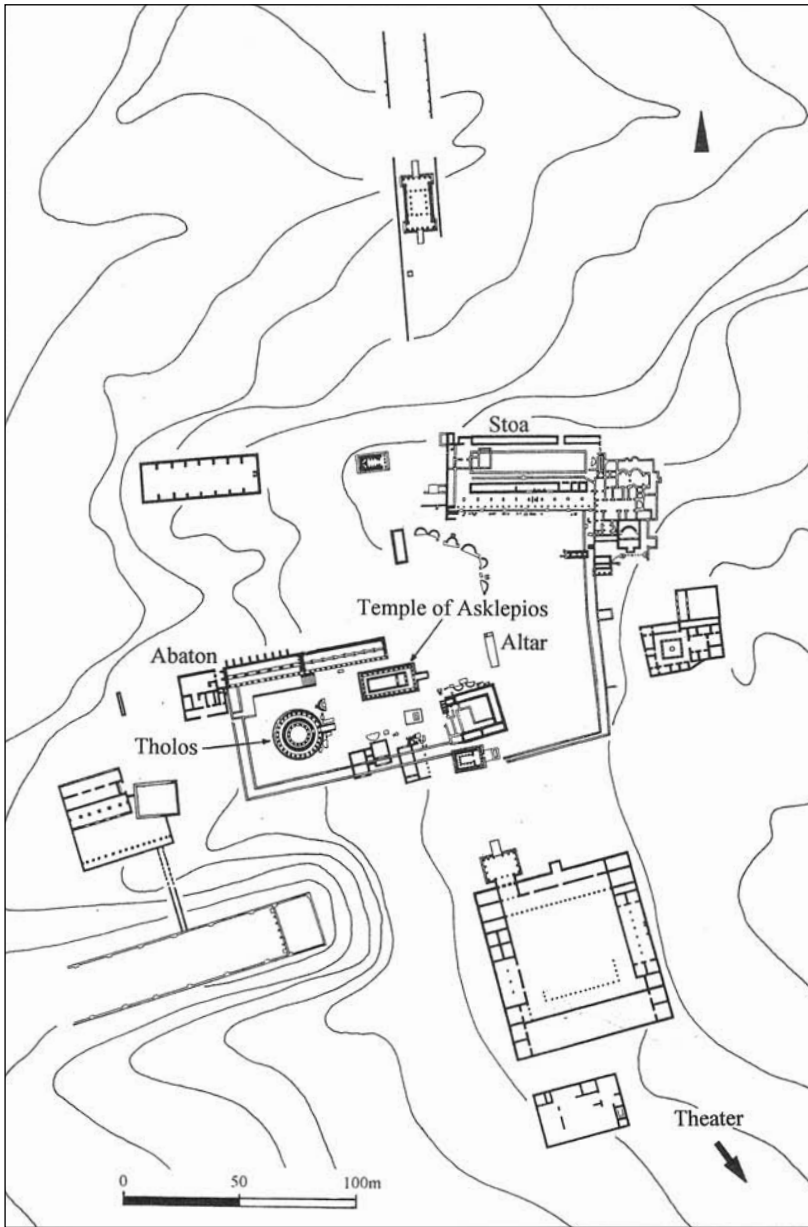 Stoa
Temple of Asklepios
Altar
Abaton
Tholos
Theater
0 50 100m